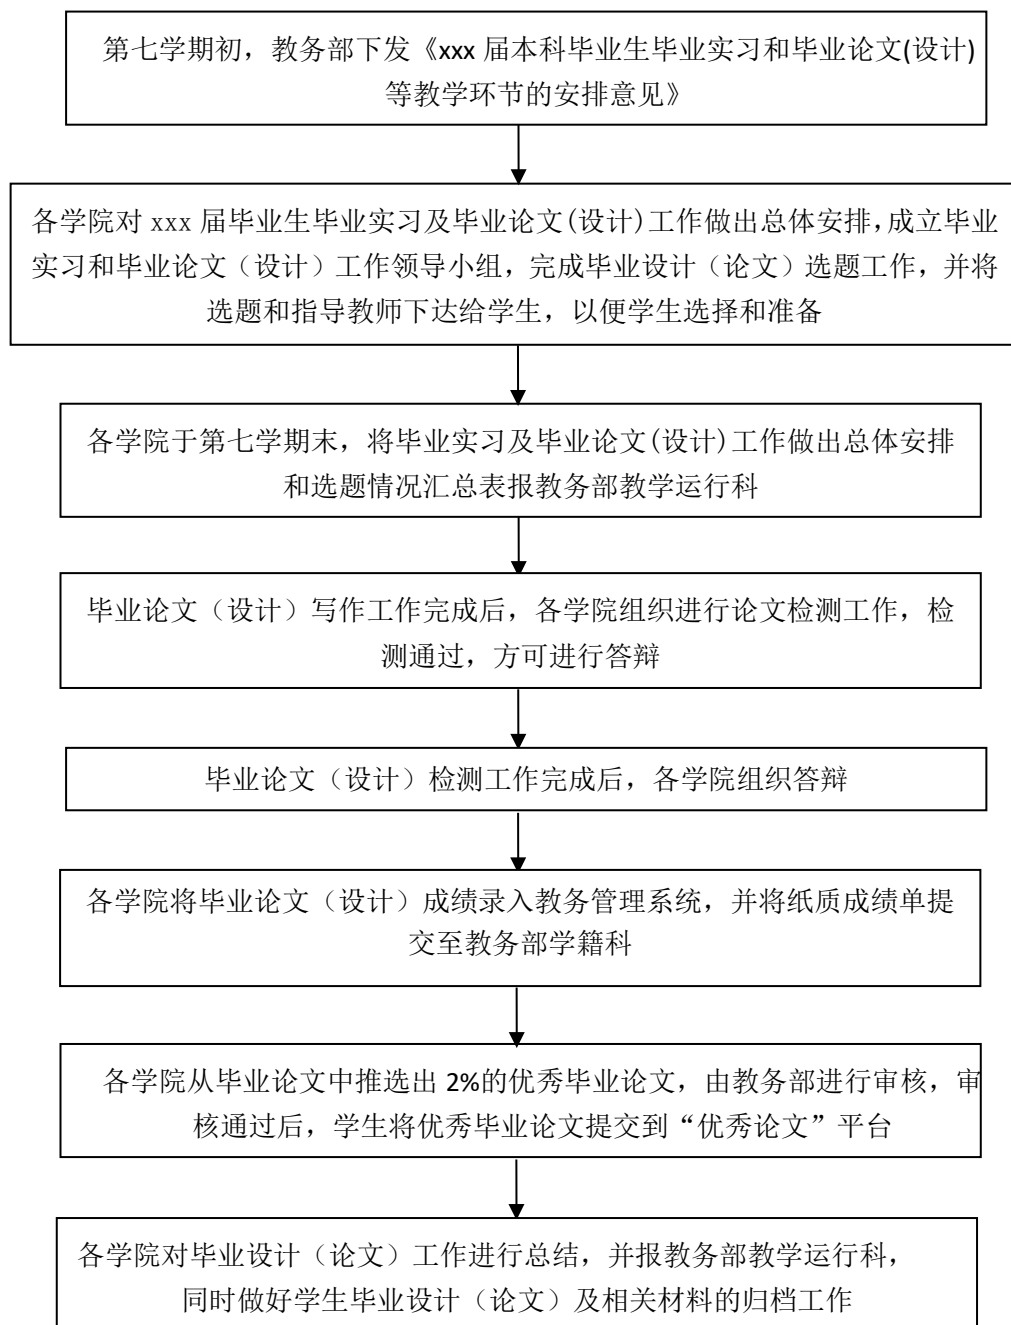 第七学期初，教务部下发《xxx 届本科毕业生毕业实习和毕业论文(设计)
等教学环节的安排意见》
各学院对 xxx 届毕业生毕业实习及毕业论文(设计)工作做出总体安排,成立毕业
实习和毕业论文（设计）工作领导小组，完成毕业设计（论文）选题工作，并将
选题和指导教师下达给学生，以便学生选择和准备
各学院于第七学期末，将毕业实习及毕业论文(设计)工作做出总体安排
和选题情况汇总表报教务部教学运行科
毕业论文（设计）写作工作完成后，各学院组织进行论文检测工作，检
测通过，方可进行答辩
毕业论文（设计）检测工作完成后，各学院组织答辩
各学院将毕业论文（设计）成绩录入教务管理系统，并将纸质成绩单提
交至教务部学籍科
各学院从毕业论文中推选出 2%的优秀毕业论文，由教务部进行审核，审
核通过后，学生将优秀毕业论文提交到“优秀论文”平台
各学院对毕业设计（论文）工作进行总结，并报教务部教学运行科，
同时做好学生毕业设计（论文）及相关材料的归档工作